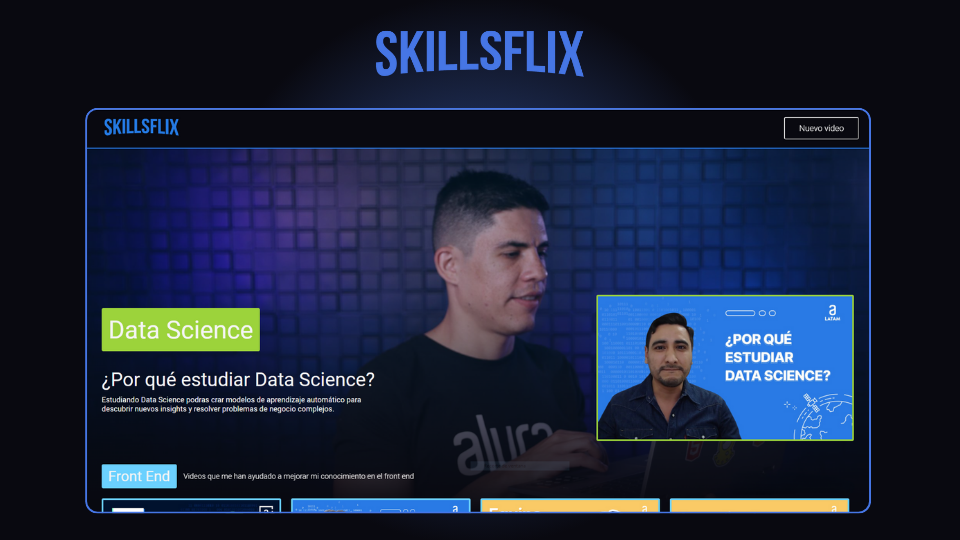 SKILLSFLIX
SKILLSFLIX
Nuevo video
Data Science
¿Por qué estudiar Data Science?
Estudiando Data Science podras crar modelos de aprendizaje automático para
descubrir nuevos insights y resolver problemas de negocio complejos.
alura
a
LATAM
¿POR QUÉ
ESTUDIAR
DATA SCIENCE?
Front End
Videos que me han ayudado a mejorar mi conocimiento en el front end